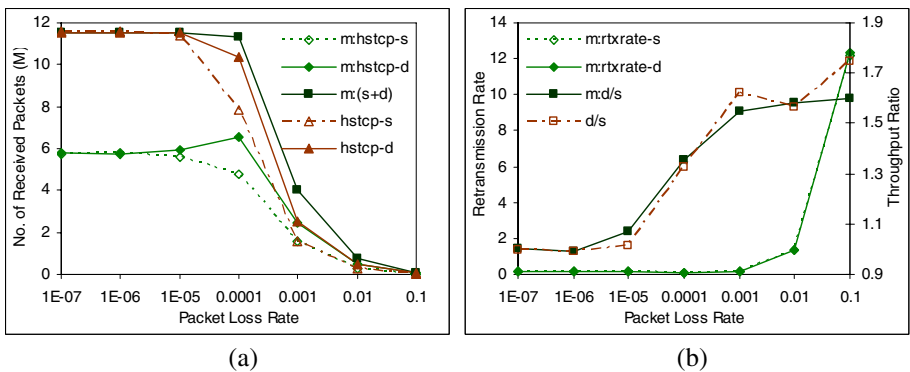 12
10
8
6
4
2
0
No. of Received Packets (M)
m:hstcp-s
m:hstcp-d
m:(s+d)
hstcp-s
hstcp-d
1E-07 1E-06 1E-05 0.0001 0.001 0.01 0.1
Packet Loss Rate
(a)
14
12
10
8
6
4
2
0
Retransmission Rate
m:rtxrate-s
m:rtxrate-d
m:d/s
d/s
1.9
1.7
1.5
1.3
1.1
0.9
Throughput Ratio
1E-07 1E-06 1E-05 0.0001 0.001 0.01 0.1
Packet Loss Rate
(b)